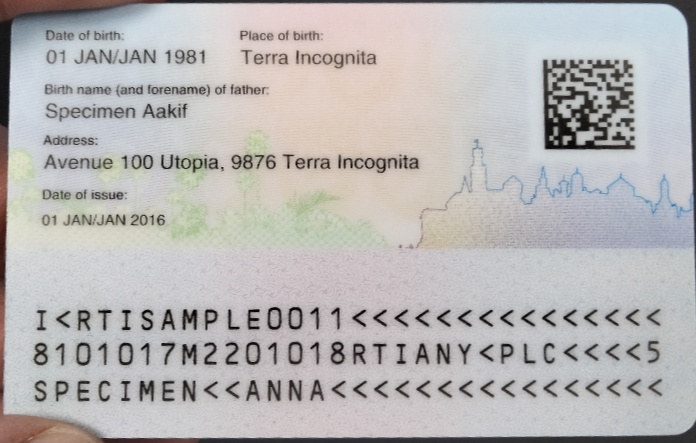 Date of birth: Place of birth:
01 JAN/JAN 1981 Terra Incognita
Birth name (and forename) of father:
Specimen Aakif
Address:
Avenue 100 Utopia, 9876 Terra Incognita
Date of issue:
01 JAN/JAN 2016
I<RTISAMPLE0011<<<<<<<<<<<<<<<
8101017M2201018RTIANY<PLC<<<<5
SPECIMEN<<ANNA<<<<<<<<<<<<<<<<